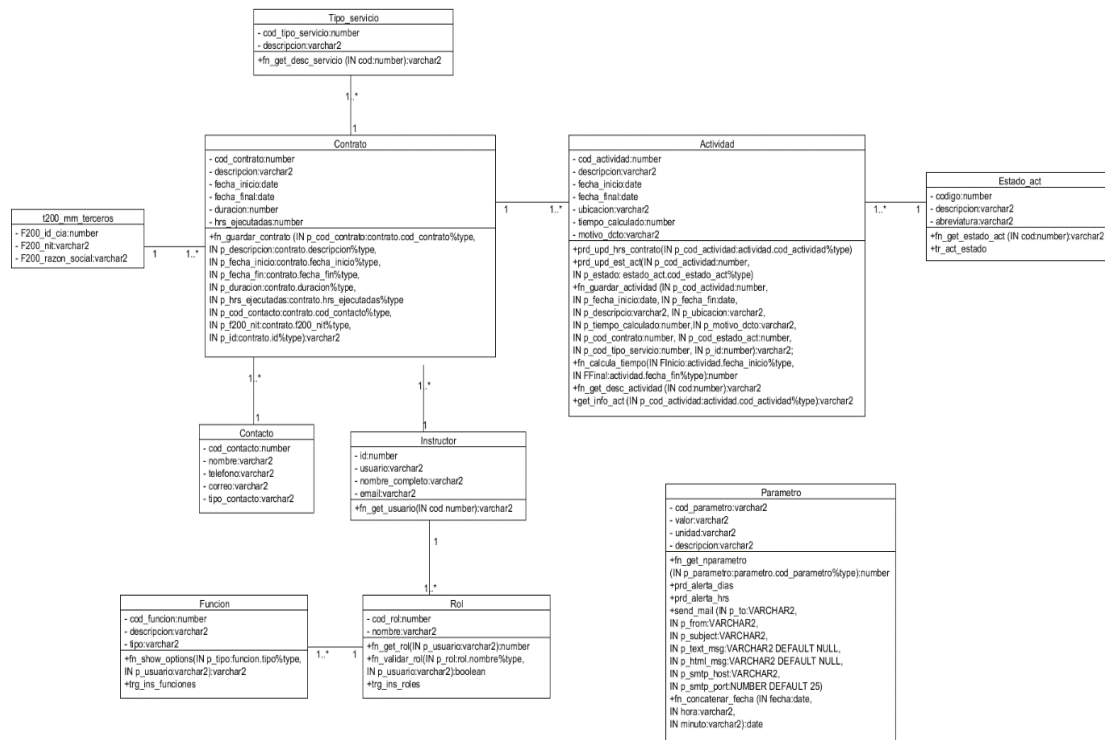 Tipo_servicio
- cod_tipo_servicio:number
- descripcion:varchar2
+fn_get_desc_servicio (IN cod:number):varchar2
1..*
1
Contrato
- cod_contrato:number
- descripcion:varchar2
- fecha_inicio:date
- fecha_final:date
- duracion:number
- hrs_ejecutadas:number
+fn_guardar_contrato (IN p_cod_contrato:contrato.cod_contrato%type,
IN p_descripcion:contrato.descripcion%type,
IN p_fecha_inicio:contrato.fecha_inicio%type,
IN p_fecha_fin:contrato.fecha_fin%type,
IN p_duracion:contrato.duracion%type,
IN p_hrs_ejecutadas:contrato.hrs_ejecutadas%type
IN p_cod_contacto:contrato.cod_contacto%type,
IN p_f200_nit:contrato.f200_nit%type,
IN p_id:contrato.id%type):varchar2
1
1..*
Actividad
- cod_actividad:number
- descripcion:varchar2
- fecha_inicio:date
- fecha_final:date
- ubicacion:varchar2
- tiempo_calculado:number
- motivo_dcto:varchar2
+prd_upd_hrs_contrato(IN p_cod_actividad:actividad.cod_actividad%type)
+prd_upd_est_act(IN p_cod_actividad:number,
IN p_estado: estado_act.cod_estado_act%type)
+fn_guardar_actividad (IN p_cod_actividad:number,
IN p_fecha_inicio:date, IN p_fecha_fin:date,
IN p_descripcio:varchar2, IN p_ubicacion:varchar2,
IN p_tiempo_calculado:number,IN p_motivo_dcto:varchar2,
IN p_cod_contrato:number, IN p_cod_estado_act:number,
IN p_cod_tipo_servicio:number, IN p_id:number):varchar2;
+fn_calcula_tiempo(IN FInicio:actividad.fecha_inicio%type,
IN FFinal:actividad.fecha_fin%type):number
+fn_get_desc_actividad (IN cod:number):varchar2
+get_info_act (IN p_cod_actividad:actividad.cod_actividad%type):varchar2
1..*
1
Estado_act
- codigo:number
- descripcion:varchar2
- abreviatura:varchar2
+fn_get_estado_act (IN cod:number):varchar2
+tr_act_estado
t200_mm_terceros
- F200_id_cia:number
- F200_nit:varchar2
- F200_razon_social:varchar2
1
1..*
1..*
1
Contacto
- cod_contacto:number
- nombre:varchar2
- telefono:varchar2
- correo:varchar2
- tipo_contacto:varchar2
1..*
1
Instructor
- id:number
- usuario:varchar2
- nombre_completo:varchar2
- email:varchar2
+fn_get_usuario(IN cod number):varchar2
1
1..*
Funcion
- cod_funcion:number
- descripcion:varchar2
- tipo:varchar2
+fn_show_options(IN p_tipo:funcion.tipo%type,
IN p_usuario:varchar2):varchar2
+trg_ins_funciones
1..*
1
Rol
- cod_rol:number
- nombre:varchar2
+fn_get_rol(IN p_usuario:varchar2):number
+fn_validar_rol(IN p_rol:rol.nombre%type,
IN p_usuario:varchar2):boolean
+trg_ins_roles
Parametro
- cod_parametro:varchar2
- valor:varchar2
- unidad:varchar2
- descripcion:varchar2
+fn_get_nparametro
(IN p_parametro:parametro.cod_parametro%type):number
+prd_alerta_dias
+prd_alerta_hrs
+send_mail (IN p_to:VARCHAR2,
IN p_from:VARCHAR2,
IN p_subject:VARCHAR2,
IN p_text_msg:VARCHAR2 DEFAULT NULL,
IN p_html_msg:VARCHAR2 DEFAULT NULL,
IN p_smtp_host:VARCHAR2,
IN p_smtp_port:NUMBER DEFAULT 25)
+fn_concatenar_fecha (IN fecha:date,
IN hora:varchar2,
IN minuto:varchar2):date